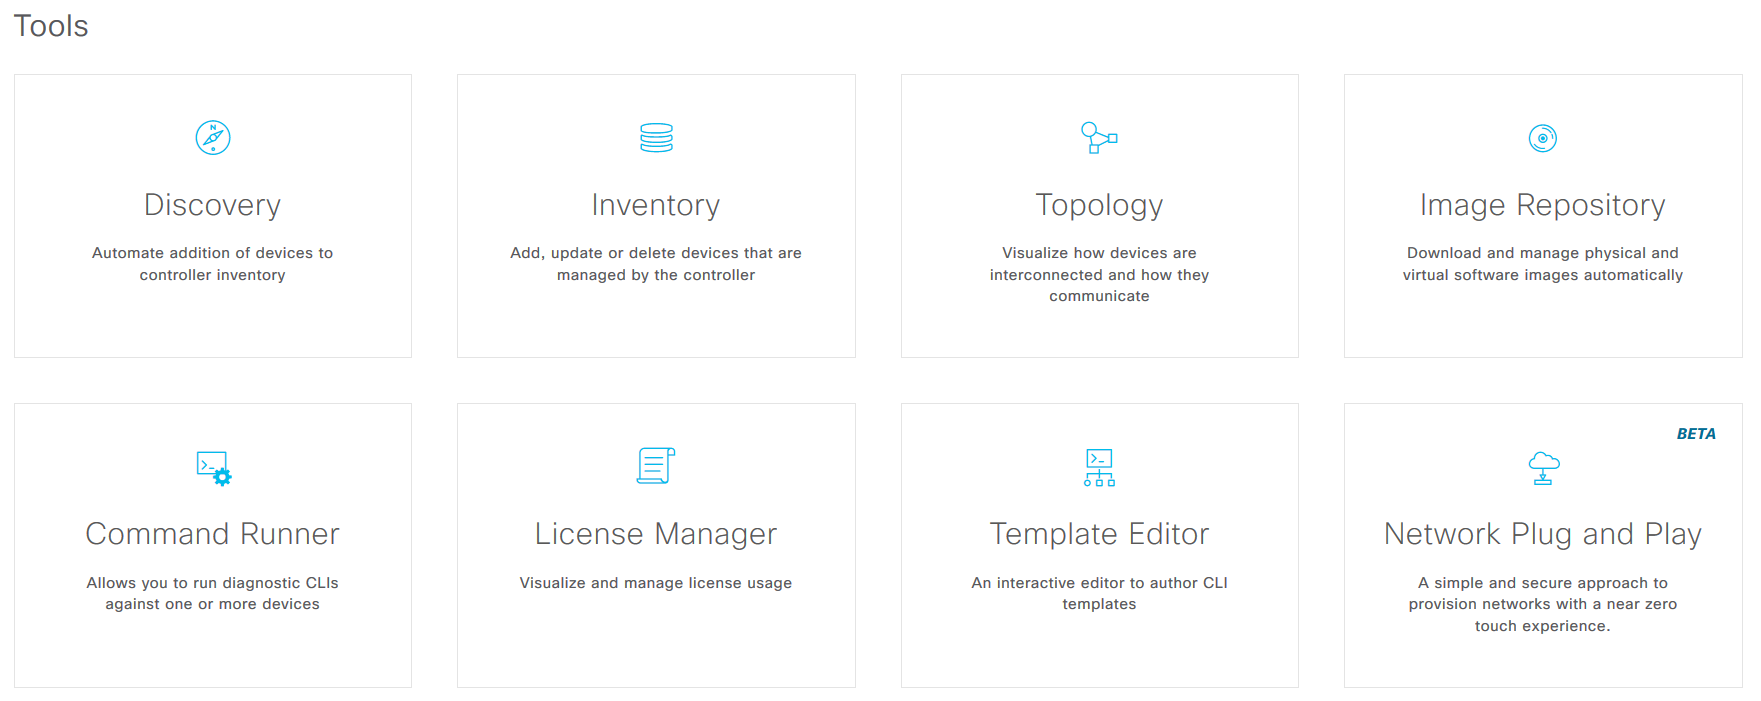 Tools
Discovery
Automate addition of devices to
controller inventory
Inventory
Add, update or delete devices that are
managed by the controller
Topology
Visualize how devices are
interconnected and how they
communicate
Image Repository
Download and manage physical and
virtual software images automatically
Command Runner
Allows you to run diagnostic CLIs
against one or more devices
License Manager
Visualize and manage license usage
Template Editor
An interactive editor to author CLI
templates
BETA
Network Plug and Play
A simple and secure approach to
provision networks with a near zero
touch experience.